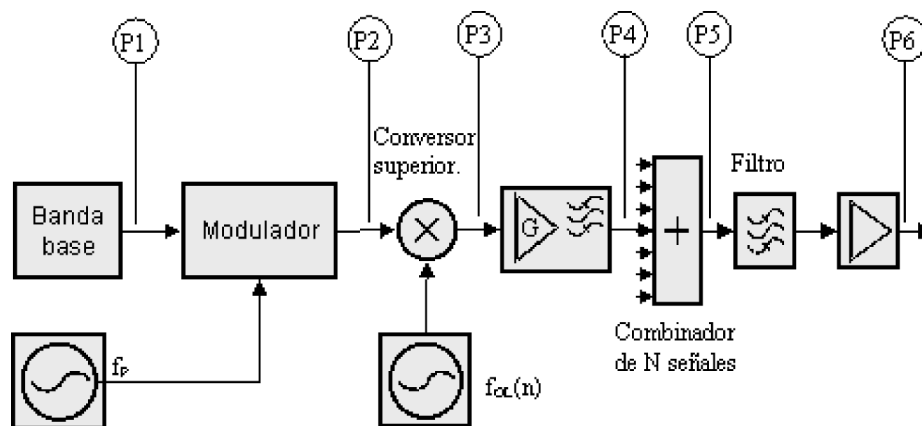 P1
P2
P3
P4
P5
P6
Conversor
superior.
Filtro
Banda
base
Modulador
G
+
Combinador
de N señales
fp
fOL(n)